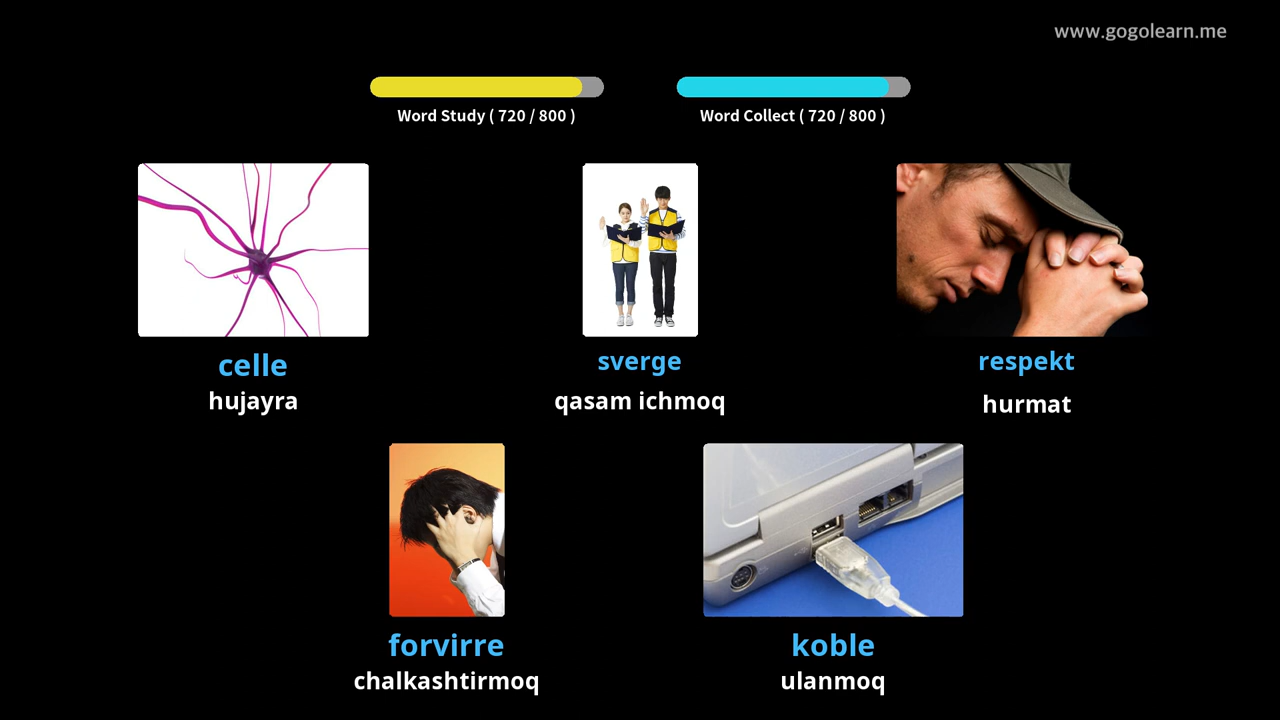 www.gogolearn.me
Word Study ( 720 / 800 )
Word Collect ( 720 / 800 )
celle
hujayra
sverge
qasam ichmoq
respekt
hurmat
forvirre
chalkashtirmoq
koble
ulanmoq